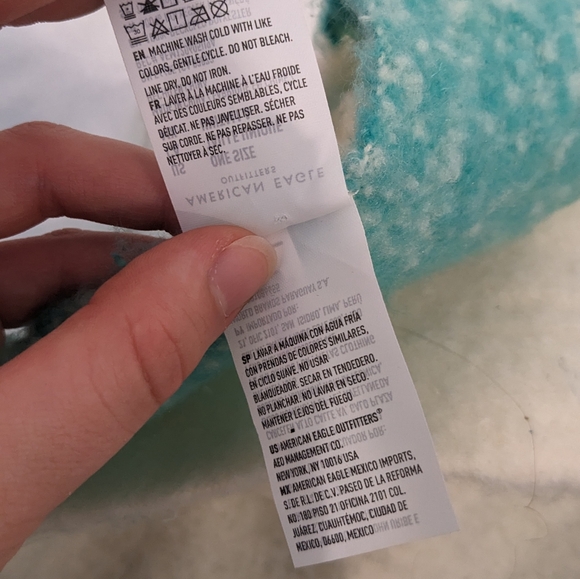 EN MACHINE WASH COLD WITH LIKE
COLORS, GENTLE CYCLE. DO NOT BLEACH.
LINE DRY, DO NOT IRON.
FR LAVER À LA MACHINE À L'EAU FROIDE
AVEC DES COULEURS SEMBLABLES, CYCLE
DÉLICAT. NE PAS JAVELLISER. SÉCHER
SUR CORDE. NE PAS REPASSER. NE PAS
NETTOYER À SEC.
US ONE SIZE
OUTFITTERS
AMERICAN EAGLE
SP LAVAR A MÁQUINA CON AGUA FRÍA
CON PRENDAS DE COLORES SIMILARES,
EN CICLO SUAVE. NO USAR
BLANQUEADOR. SECAR EN TENDEDERO.
NO PLANCHAR. NO LAVAR EN SECO
MANTENER LEJOS DEL FUEGO
US AMERICAN EAGLE OUTFITTERS®
AEO MANAGEMENT CO.
NEW YORK, NY 10016 USA
MX AMERICAN EAGLE MEXICO IMPORTS,
S. DE R.L. DE C.V. PASEO DE LA REFORMA
NO. 180 PISO 21 OFICINA 2101 COL.
JUÁREZ, CUAUHTÉMOC, CIUDAD DE
MEXICO, 06600, MEXICO